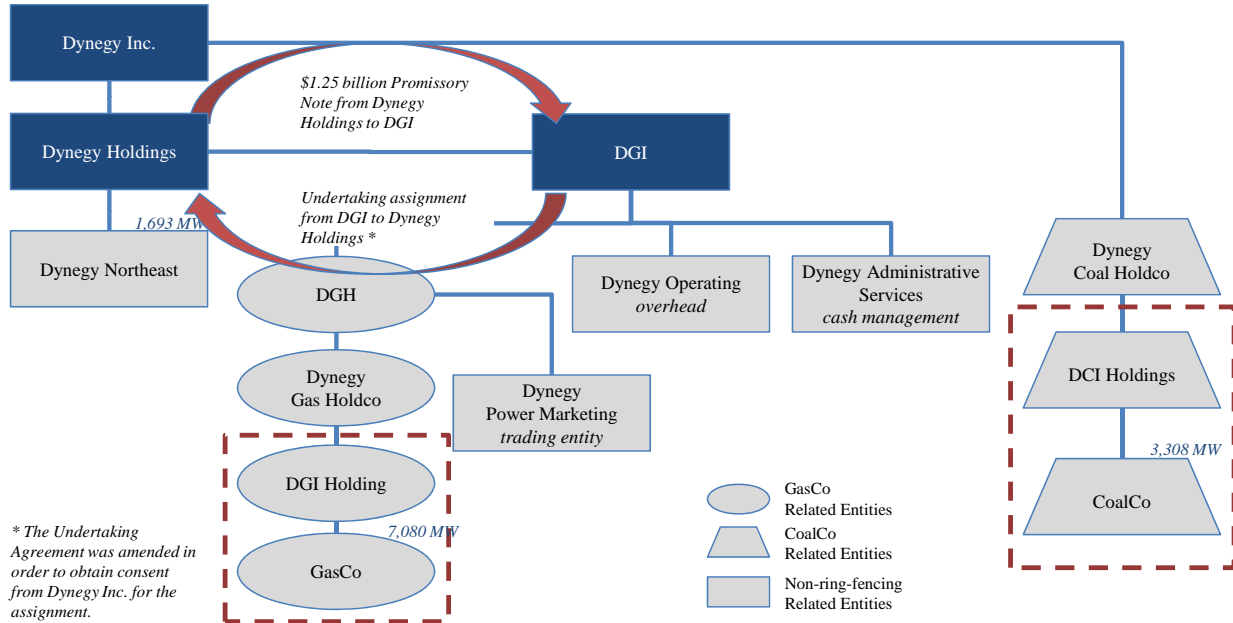 Dynegy Inc.
$1.25 billion Promissory
Note from Dynegy
Holdings to DGI
Dynegy Holdings
DGI
Undertaking assignment
from DGI to Dynegy
Holdings *
1,693 MW
Dynegy Northeast
DGH
Dynegy Operating
overhead
Dynegy Administrative
Services
cash management
Dynegy
Coal Holdco
Dynegy
Gas Holdco
Dynegy
Power Marketing
trading entity
DCI Holdings
DGI Holding
7,080 MW
GasCo
3,308 MW
CoalCo
GasCo
Related Entities
CoalCo
Related Entities
Non-ring-fencing
Related Entities
* The Undertaking
Agreement was amended in
order to obtain consent
from Dynegy Inc. for the
assignment.